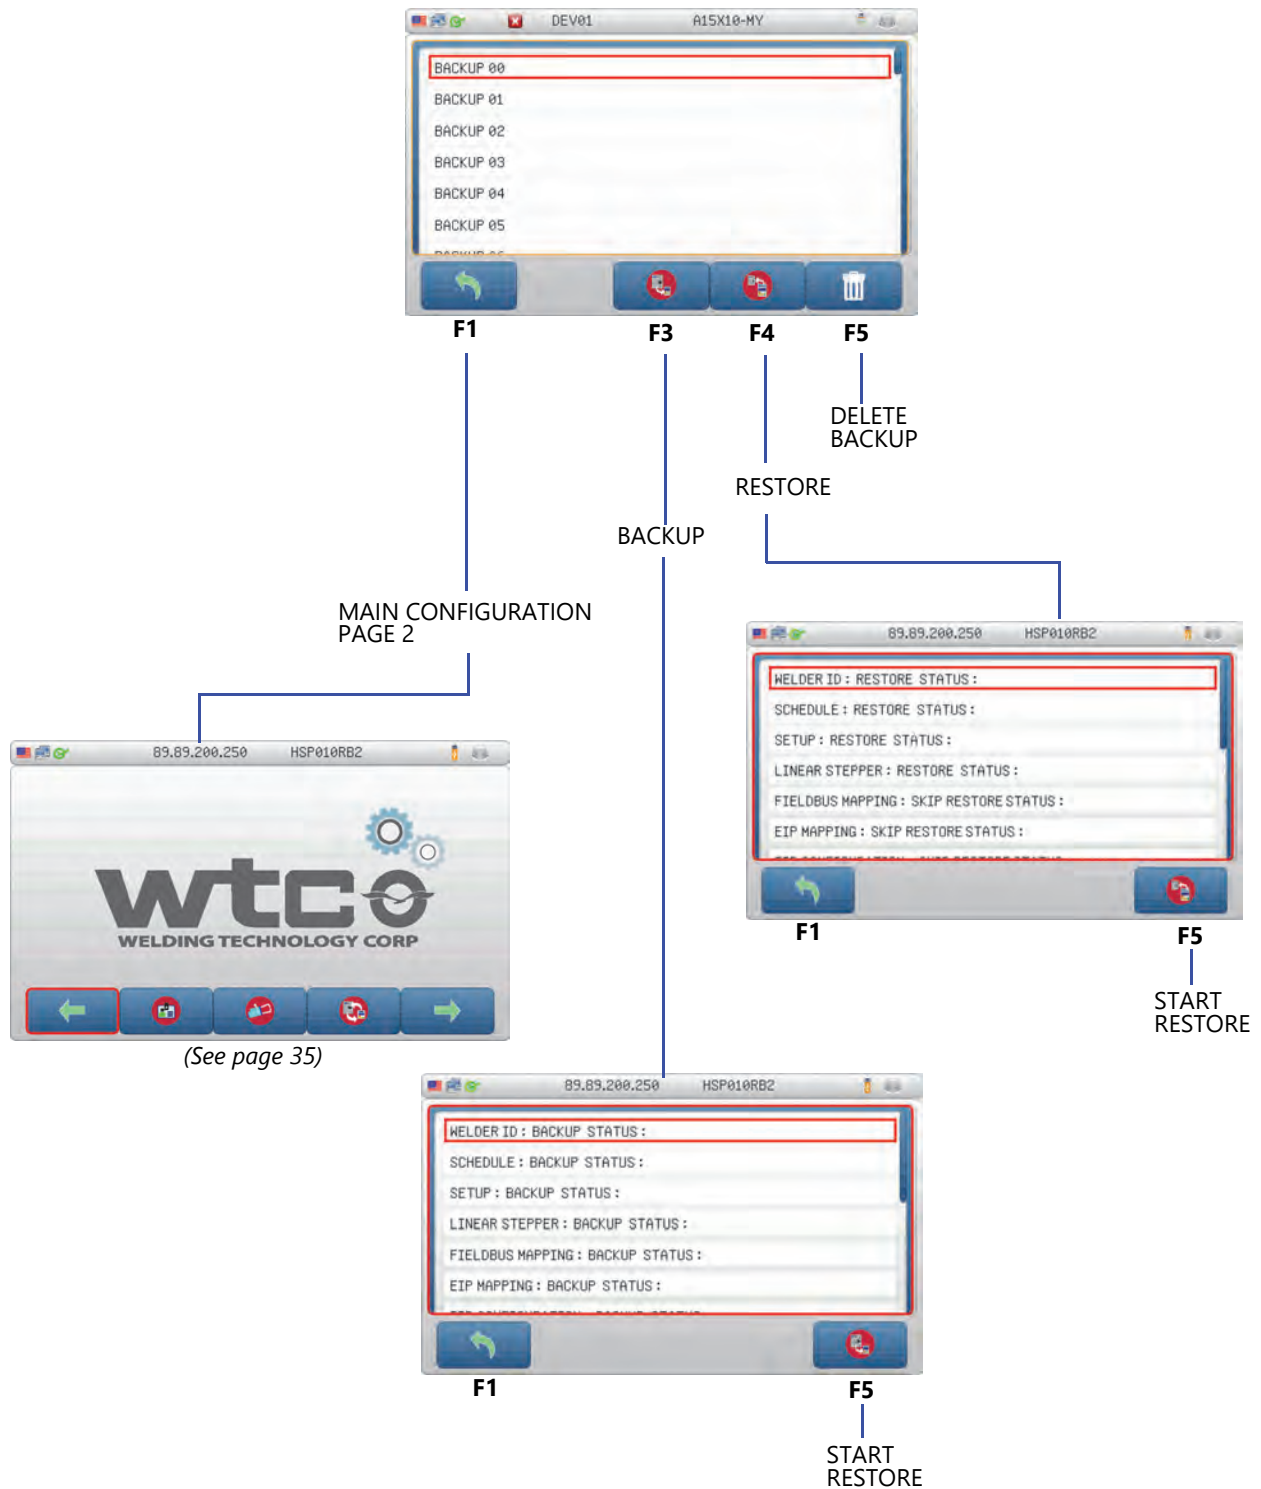 DEV01 A15X10-MY
BACKUP 00
BACKUP 01
BACKUP 02
BACKUP 03
BACKUP 04
BACKUP 05
F1 F3 F4 F5
DELETE
BACKUP
RESTORE
BACKUP
MAIN CONFIGURATION
PAGE 2
89.89.200.250 HSP010RB2
WELDER ID : RESTORE STATUS :
SCHEDULE : RESTORE STATUS :
SETUP : RESTORE STATUS :
LINEAR STEPPER : RESTORE STATUS :
FIELDBUS MAPPING : SKIP RESTORE STATUS :
EIP MAPPING : SKIP RESTORE STATUS :
F1 F5
START
RESTORE
89.89.200.250 HSP010RB2
wtco
WELDING TECHNOLOGY CORP
(See page 35)
89.89.200.250 HSP010RB2
WELDER ID : BACKUP STATUS :
SCHEDULE : BACKUP STATUS :
SETUP : BACKUP STATUS :
LINEAR STEPPER : BACKUP STATUS :
FIELDBUS MAPPING : BACKUP STATUS :
EIP MAPPING : BACKUP STATUS :
F1 F5
START
RESTORE